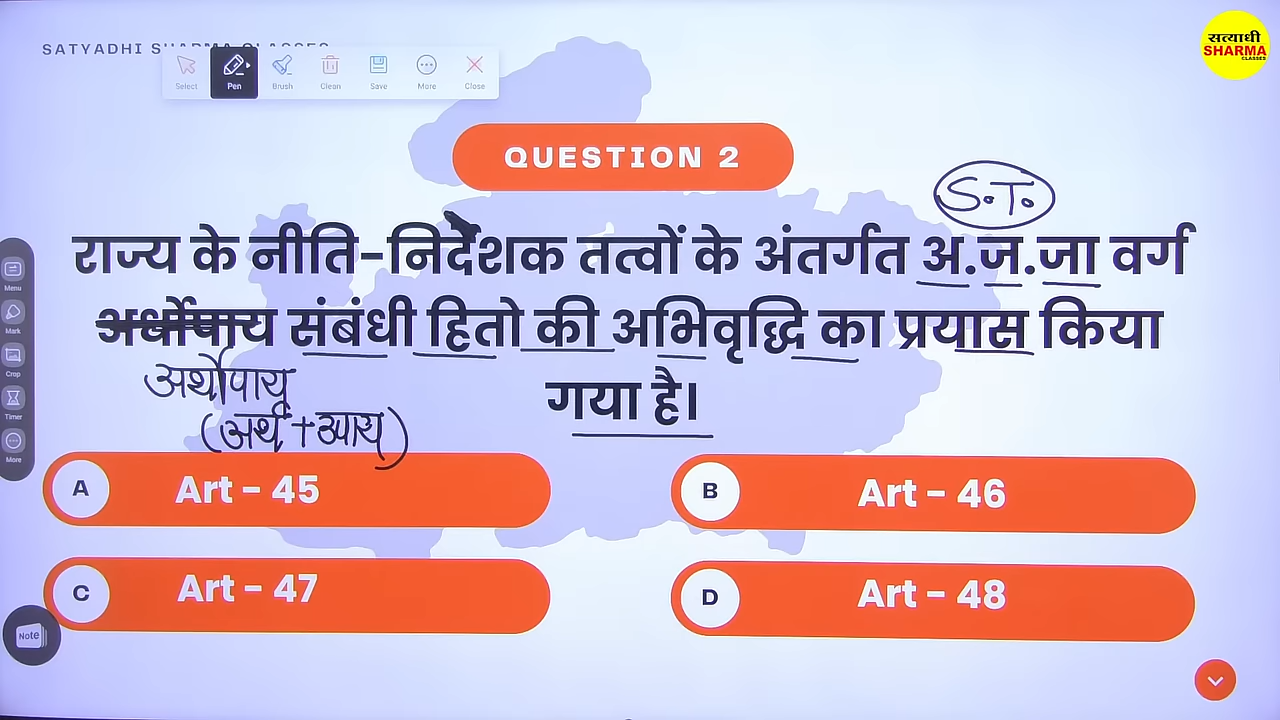 SATYADHI SHARMA CLASSES
सत्याधी
SHARMA
CLASSES
Select
Pen
Brush
Clean
Save
More
Close
QUESTION 2
S.T.
राज्य के नीति-निर्देशक तत्वों के अंतर्गत अ.ज.जा वर्ग
अर्थोपाय संबंधी हितो की अभिवृद्धि का प्रयास किया
गया है।
अर्थोपाय
(अर्थ + उपाय)
Menu
Mark
Crop
Timer
More
A Art - 45
B Art - 46
C Art - 47
D Art - 48
Note